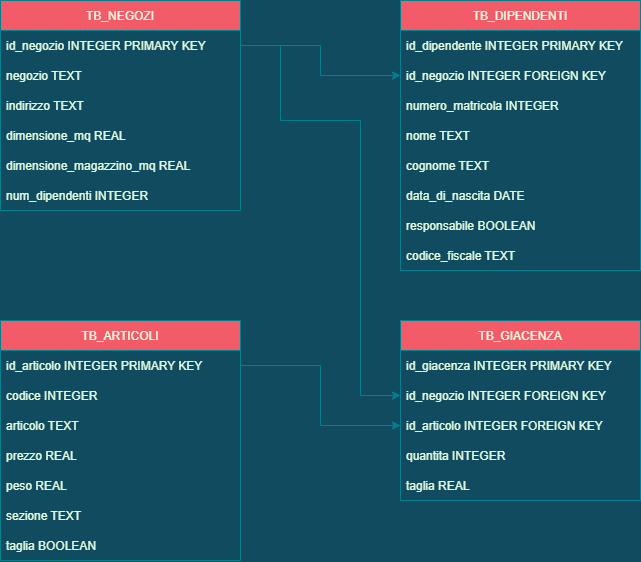 TB_NEGOZI
id_negozio INTEGER PRIMARY KEY
negozio TEXT
indirizzo TEXT
dimensione_mq REAL
dimensione_magazzino_mq REAL
num_dipendenti INTEGER
TB_DIPENDENTI
id_dipendente INTEGER PRIMARY KEY
id_negozio INTEGER FOREIGN KEY
numero_matricola INTEGER
nome TEXT
cognome TEXT
data_di_nascita DATE
responsabile BOOLEAN
codice_fiscale TEXT
TB_ARTICOLI
id_articolo INTEGER PRIMARY KEY
codice INTEGER
articolo TEXT
prezzo REAL
peso REAL
sezione TEXT
taglia BOOLEAN
TB_GIACENZA
id_giacenza INTEGER PRIMARY KEY
id_negozio INTEGER FOREIGN KEY
id_articolo INTEGER FOREIGN KEY
quantita INTEGER
taglia REAL